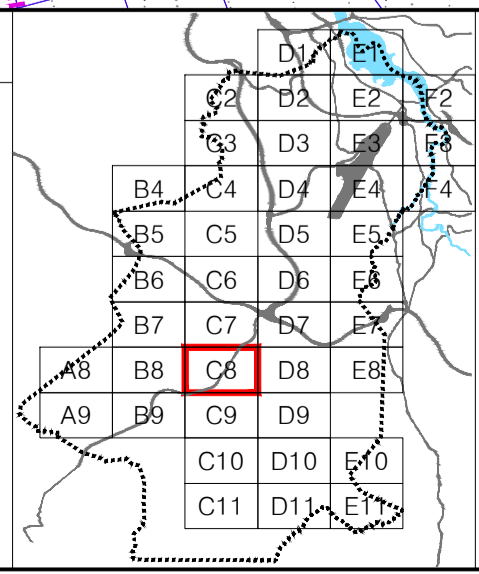 D1 E1
C2 D2 E2 F2
C3 D3 E3 F3
B4 C4 D4 E4 F4
B5 C5 D5 E5
B6 C6 D6 E6
B7 C7 D7 E7
A8 B8 C8 D8 E8
A9 B9 C9 D9
C10 D10 E10
C11 D11 E11